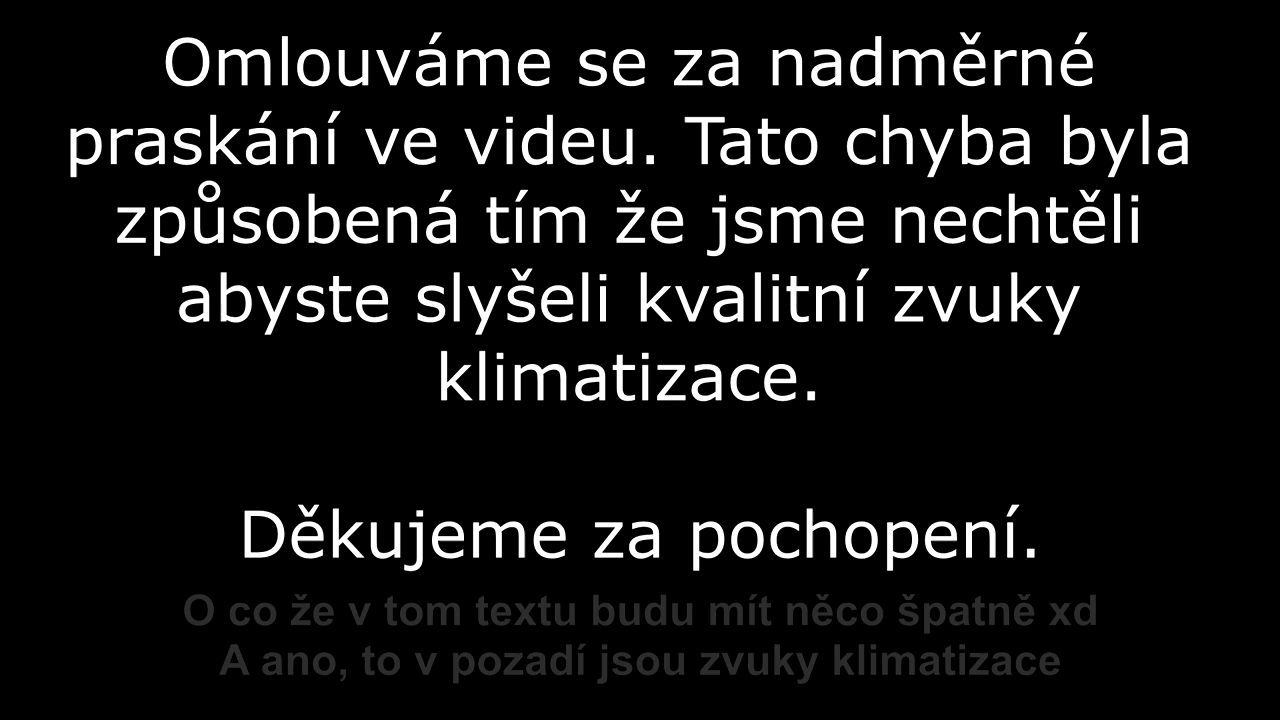 Omlouváme se za nadměrné
praskání ve videu. Tato chyba byla
způsobená tím že jsme nechtěli
abyste slyšeli kvalitní zvuky
klimatizace.
Děkujeme za pochopení.
O co že v tom textu budu mít něco špatně xd
A ano, to v pozadí jsou zvuky klimatizace